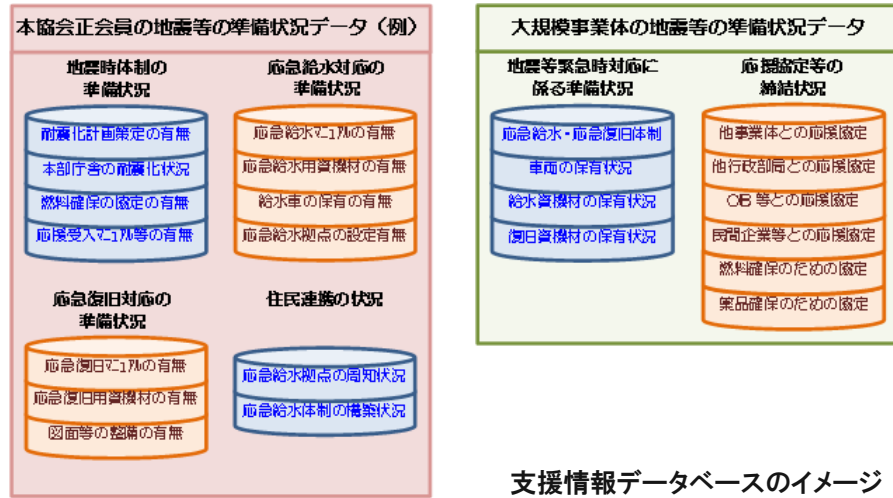 本協会正会員の地震等の準備状況データ（例）
地震時体制の
準備状況
耐震化計画策定の有無
本部庁舎の耐震化状況
燃料確保の協定の有無
応援受入マニュアル等の有無
応急給水対応の
準備状況
応急給水マニュアルの有無
応急給水用資機材の有無
給水車の保有の有無
応急給水拠点の設定有無
応急復旧対応の
準備状況
応急復旧マニュアルの有無
応急復旧用資機材の有無
図面等の整備の有無
住民連携の状況
応急給水拠点の周知状況
応急給水体制の構築状況
大規模事業体の地震等の準備状況データ
地震等緊急時対応に
係る準備状況
応急給水・応急復旧体制
車両の保有状況
給水資機材の保有状況
復旧資機材の保有状況
応援協定等の
締結状況
他事業体との応援協定
他行政部局との応援協定
OB 等との応援協定
民間企業等との応援協定
燃料確保のための協定
薬品確保のための協定
支援情報データベースのイメージ